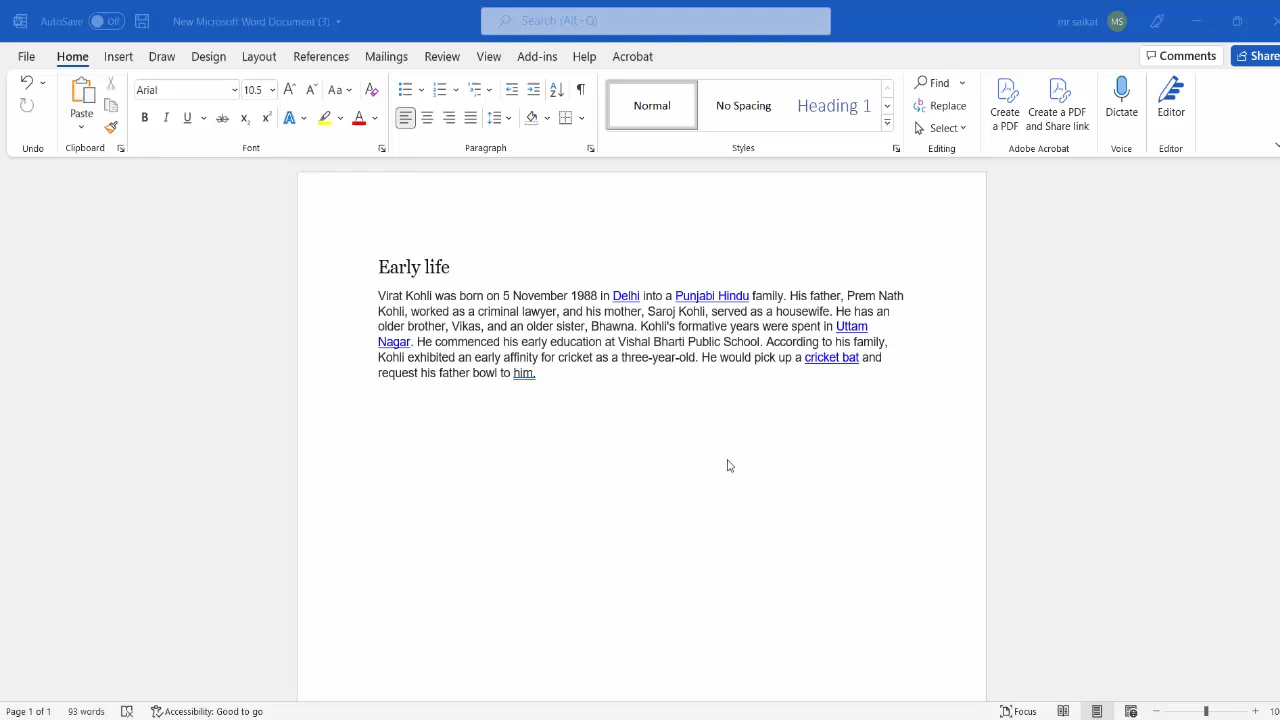 AutoSave Off New Microsoft Word Document (3) Search (Alt+Q) mr saikat MS
File Home Insert Draw Design Layout References Mailings Review View Add-ins Help Acrobat Comments Share
Arial 10.5 Aa Find
Paste Normal No Spacing Heading 1 Replace Create a PDF Create a PDF and Share link Dictate Editor
B I U ab x₂ x² A A Select
Undo Clipboard Font Paragraph Styles Editing Adobe Acrobat Voice Editor
Early life
Virat Kohli was born on 5 November 1988 in Delhi into a Punjabi Hindu family. His father, Prem Nath
Kohli, worked as a criminal lawyer, and his mother, Saroj Kohli, served as a housewife. He has an
older brother, Vikas, and an older sister, Bhawna. Kohli's formative years were spent in Uttam
Nagar. He commenced his early education at Vishal Bharti Public School. According to his family,
Kohli exhibited an early affinity for cricket as a three-year-old. He would pick up a cricket bat and
request his father bowl to him.
Page 1 of 1 93 words Accessibility: Good to go Focus 10